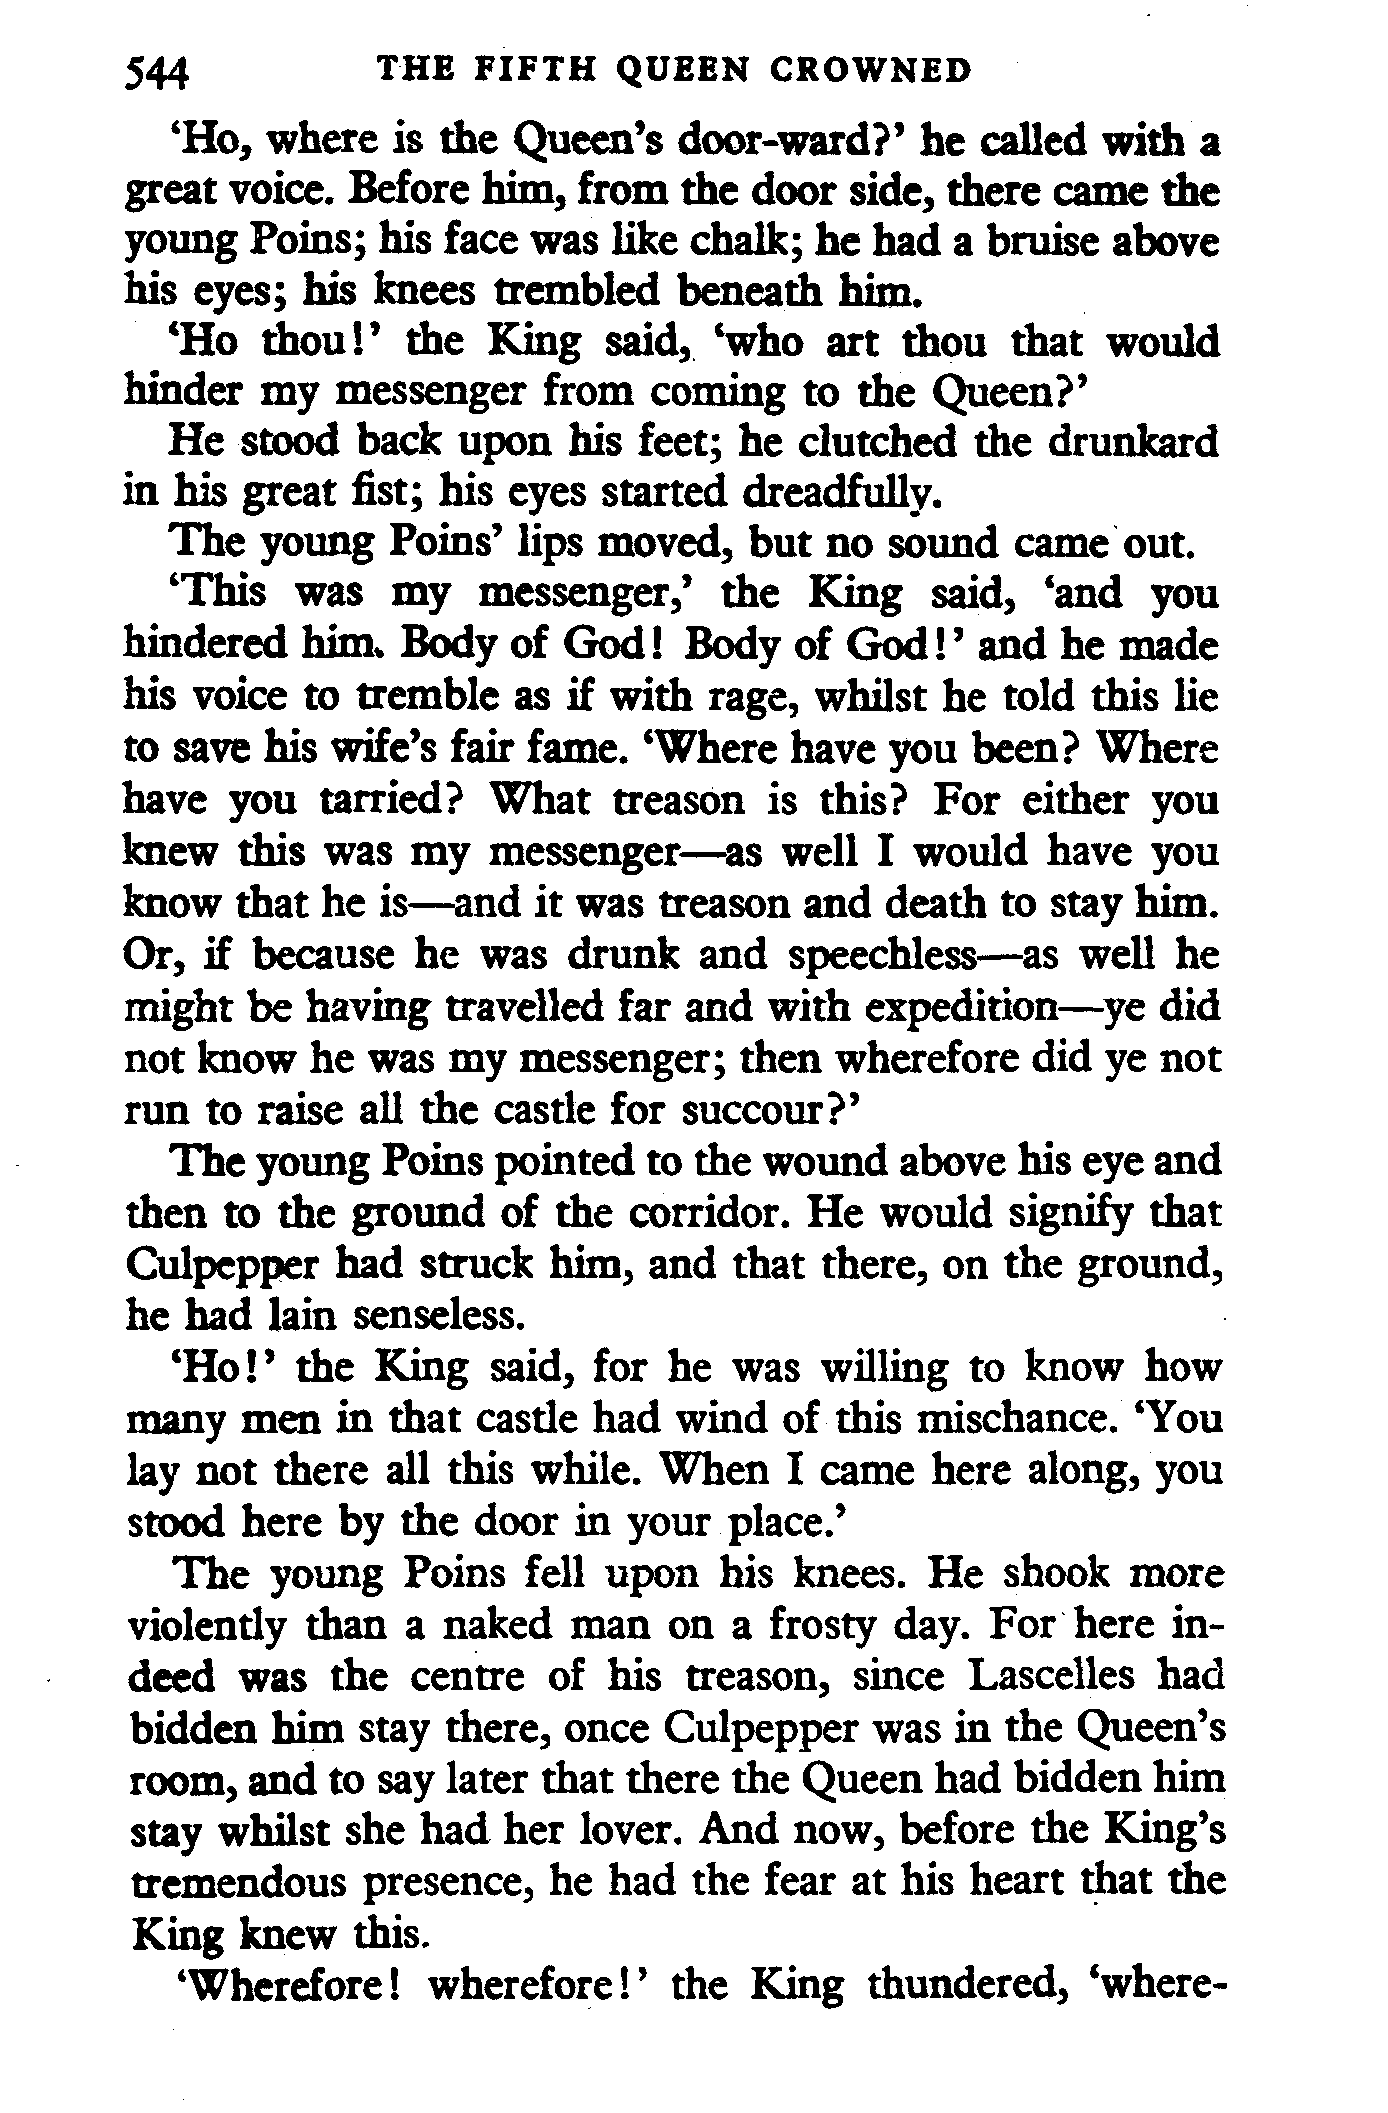 544 THE FIFTH QUEEN CROWNED
‘Ho, where is the Queen’s door-ward?’ he called with a
great voice. Before him, from the door side, there came the
young Poins; his face was like chalk; he had a bruise above
his eyes; his knees trembled beneath him.
‘Ho thou!’ the King said, ‘who art thou that would
hinder my messenger from coming to the Queen?’
He stood back upon his feet; he clutched the drunkard
in his great fist; his eyes started dreadfully.
The young Poins’ lips moved, but no sound came out.
‘This was my messenger,’ the King said, ‘and you
hindered him. Body of God! Body of God!’ and he made
his voice to tremble as if with rage, whilst he told this lie
to save his wife’s fair fame. ‘Where have you been? Where
have you tarried? What treason is this? For either you
knew this was my messenger—as well I would have you
know that he is—and it was treason and death to stay him.
Or, if because he was drunk and speechless—as well he
might be having travelled far and with expedition—ye did
not know he was my messenger; then wherefore did ye not
run to raise all the castle for succour?’
The young Poins pointed to the wound above his eye and
then to the ground of the corridor. He would signify that
Culpepper had struck him, and that there, on the ground,
he had lain senseless.
‘Ho!’ the King said, for he was willing to know how
many men in that castle had wind of this mischance. ‘You
lay not there all this while. When I came here along, you
stood here by the door in your place.’
The young Poins fell upon his knees. He shook more
violently than a naked man on a frosty day. For here in-
deed was the centre of his treason, since Lascelles had
bidden him stay there, once Culpepper was in the Queen’s
room, and to say later that there the Queen had bidden him
stay whilst she had her lover. And now, before the King’s
tremendous presence, he had the fear at his heart that the
King knew this.
‘Wherefore! wherefore!’ the King thundered, ‘where-